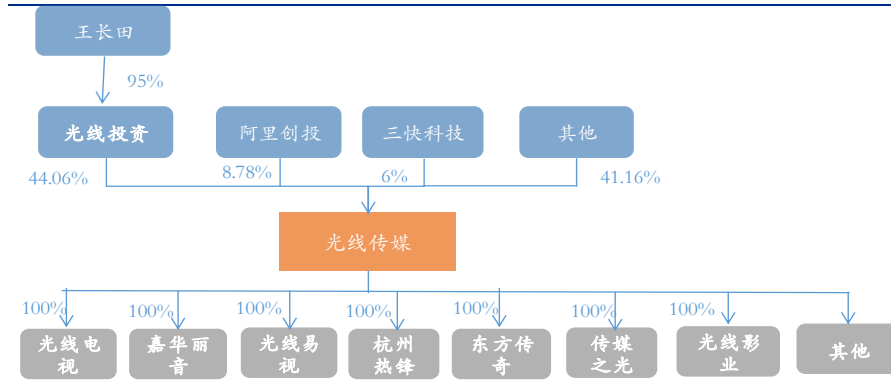 王长田
95%
光线投资
阿里创投
三快科技
其他
44.06%
8.78%
6%
41.16%
光线传媒
100%
100%
100%
100%
100%
100%
100%
光线电
视
嘉华丽
音
光线易
视
杭州
热锋
东方传
奇
传媒
之光
光线影
业
其他